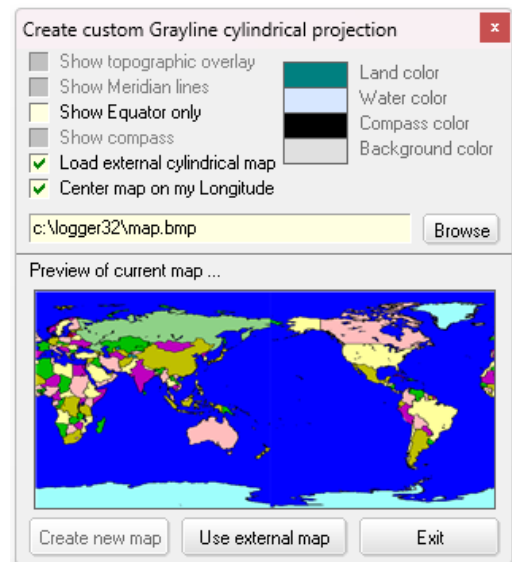 Create custom Grayline cylindrical projection
x
Show topographic overlay
Show Meridian lines
Show Equator only
Show compass
Load external cylindrical map
Center map on my Longitude
Land color
Water color
Compass color
Background color
c:\logger32\map.bmp
Browse
Preview of current map ...
Create new map
Use external map
Exit